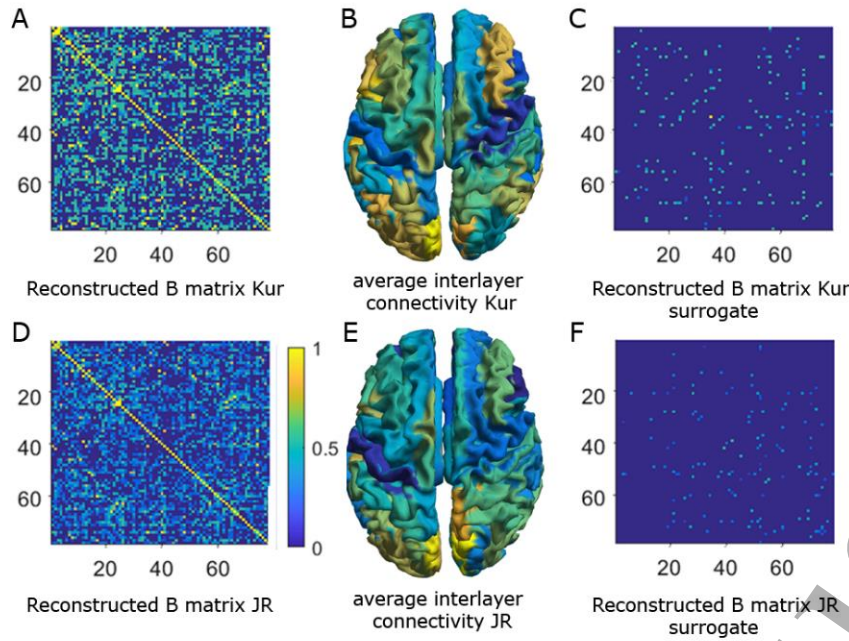 A
B
C
20
40
60
20 40 60
20
40
60
20 40 60
Reconstructed B matrix Kur
average interlayer
connectivity Kur
Reconstructed B matrix Kur
surrogate
D
E
F
20
40
60
20 40 60
1
0.5
0
20
40
60
20 40 60
Reconstructed B matrix JR
average interlayer
connectivity JR
Reconstructed B matrix JR
surrogate